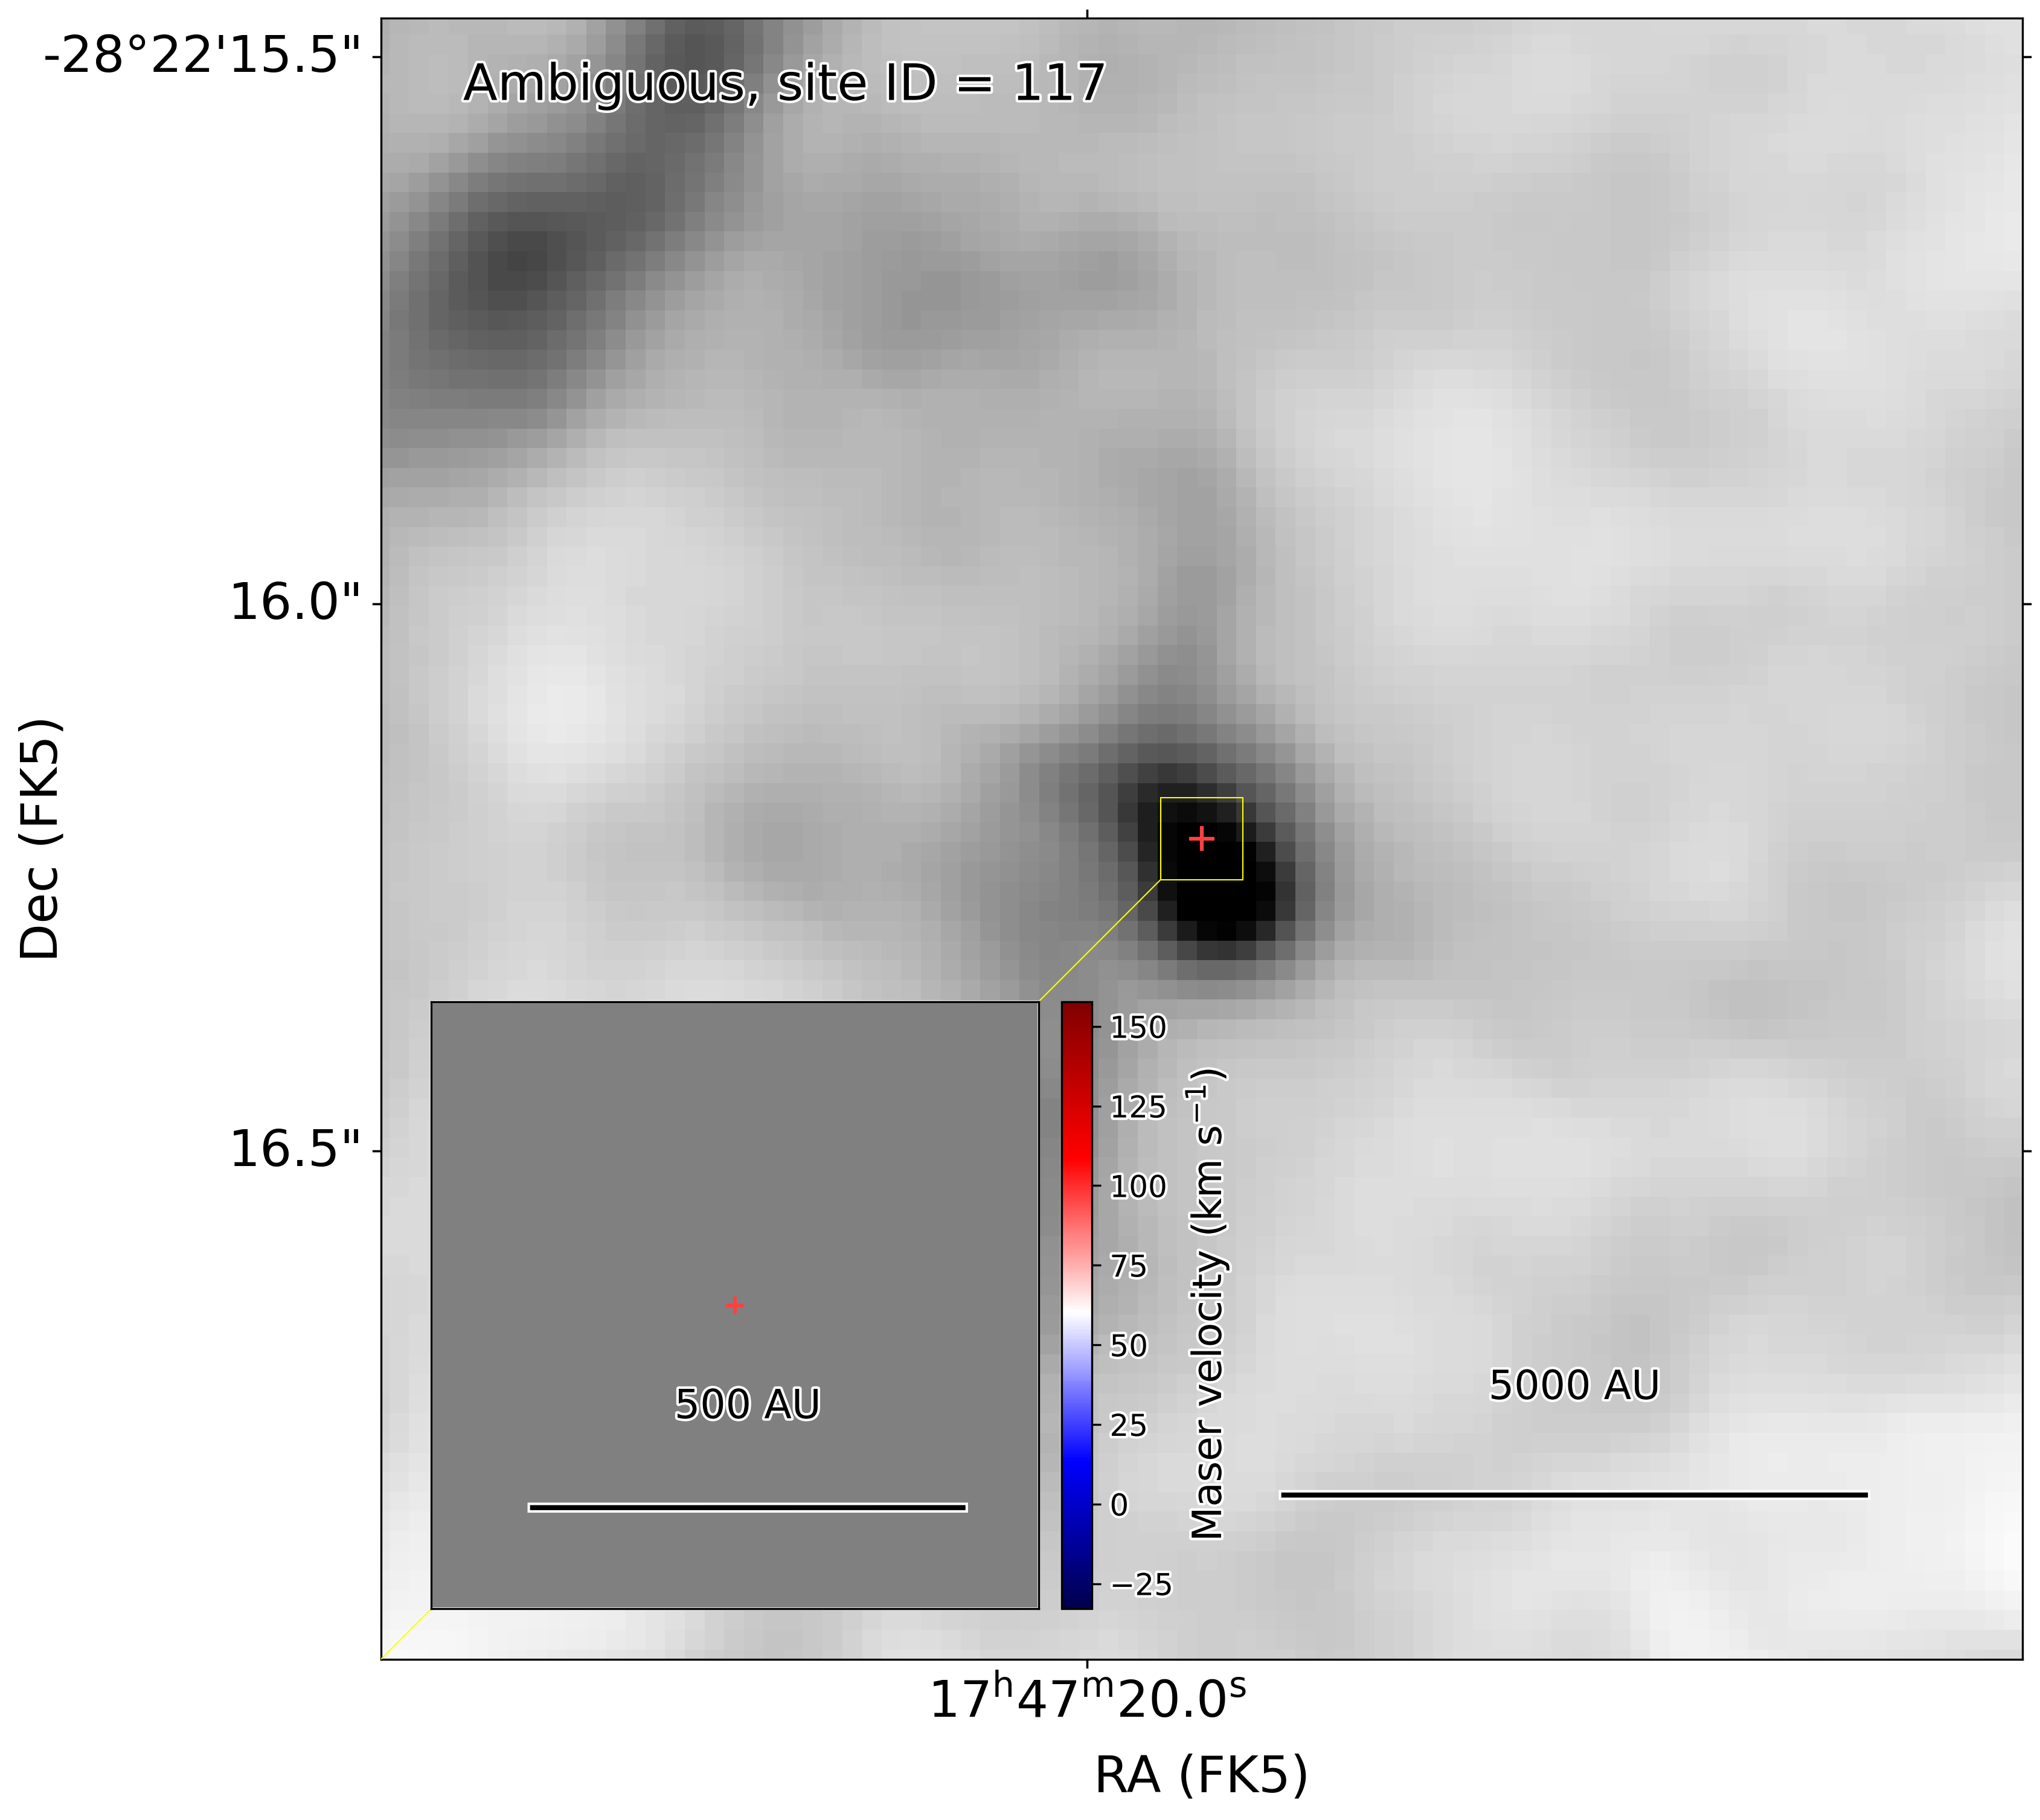 -28°22'15.5"
Ambiguous, site ID = 117
16.0"
Dec (FK5)
16.5"
150
125
100
75
50
25
0
−25
Maser velocity (km s⁻¹)
500 AU
5000 AU
17ʰ47ᵐ20.0ˢ
RA (FK5)